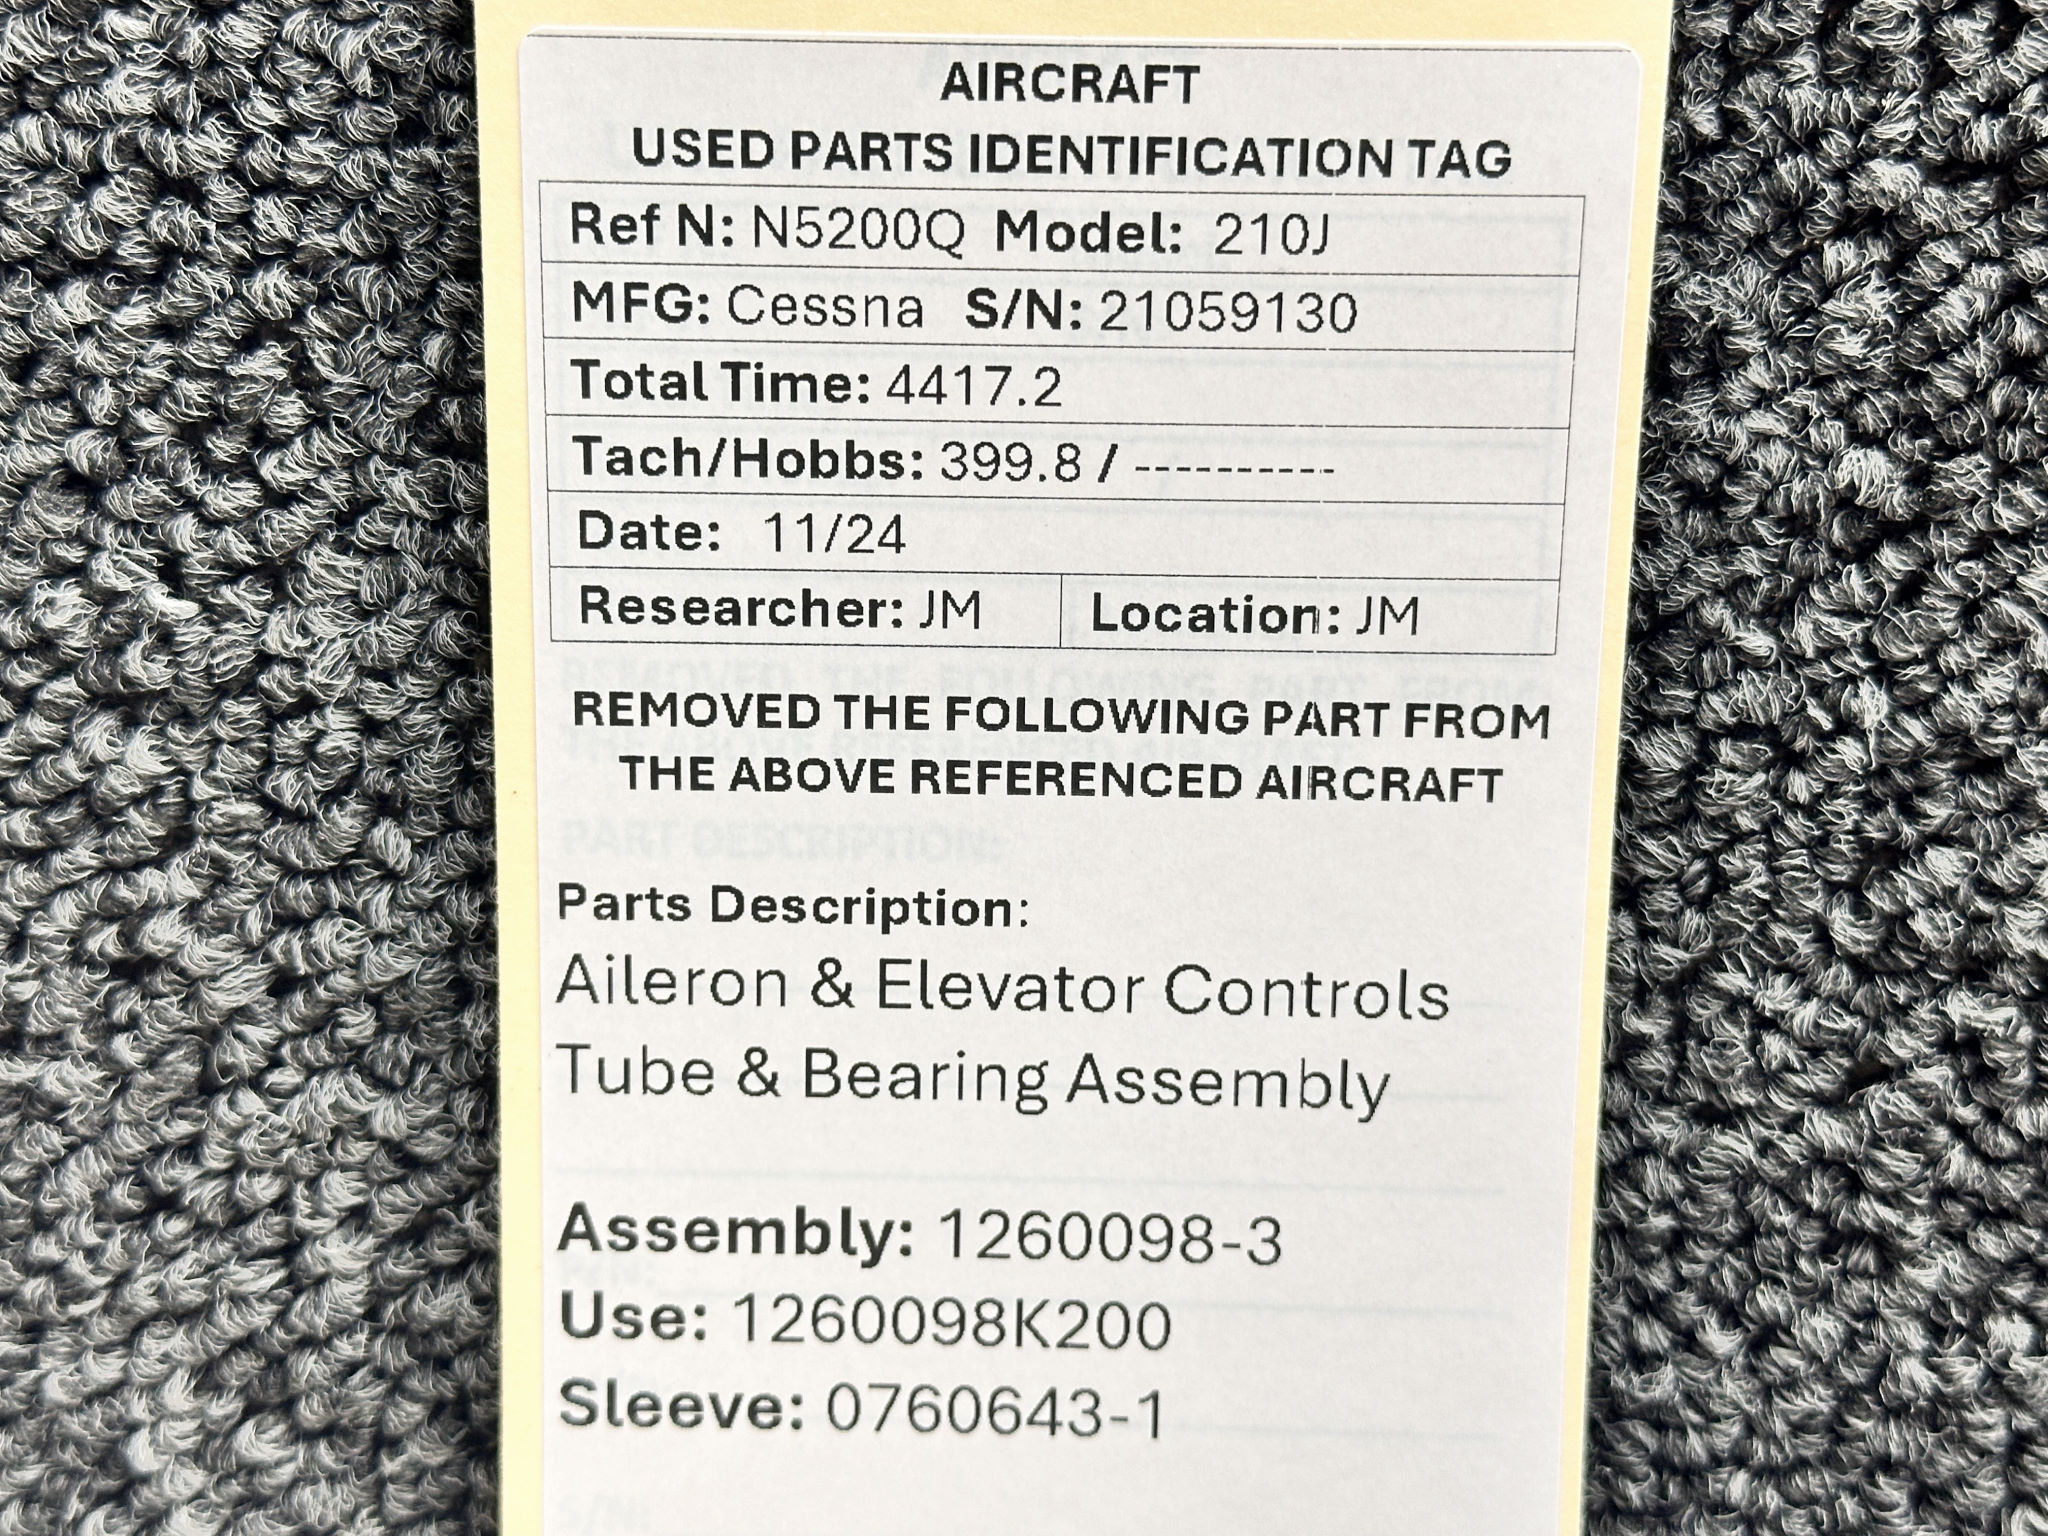 AIRCRAFT
USED PARTS IDENTIFICATION TAG
Ref N: N5200Q Model: 210J
MFG: Cessna S/N: 21059130
Total Time: 4417.2
Tach/Hobbs: 399.8 / ----------
Date: 11/24
Researcher: JM Location: JM
REMOVED THE FOLLOWING PART FROM
THE ABOVE REFERENCED AIRCRAFT
PART DESCRIPTION:
Parts Description:
Aileron & Elevator Controls
Tube & Bearing Assembly
Assembly: 1260098-3
P/N:
Use: 1260098K200
Sleeve: 0760643-1
S/N: